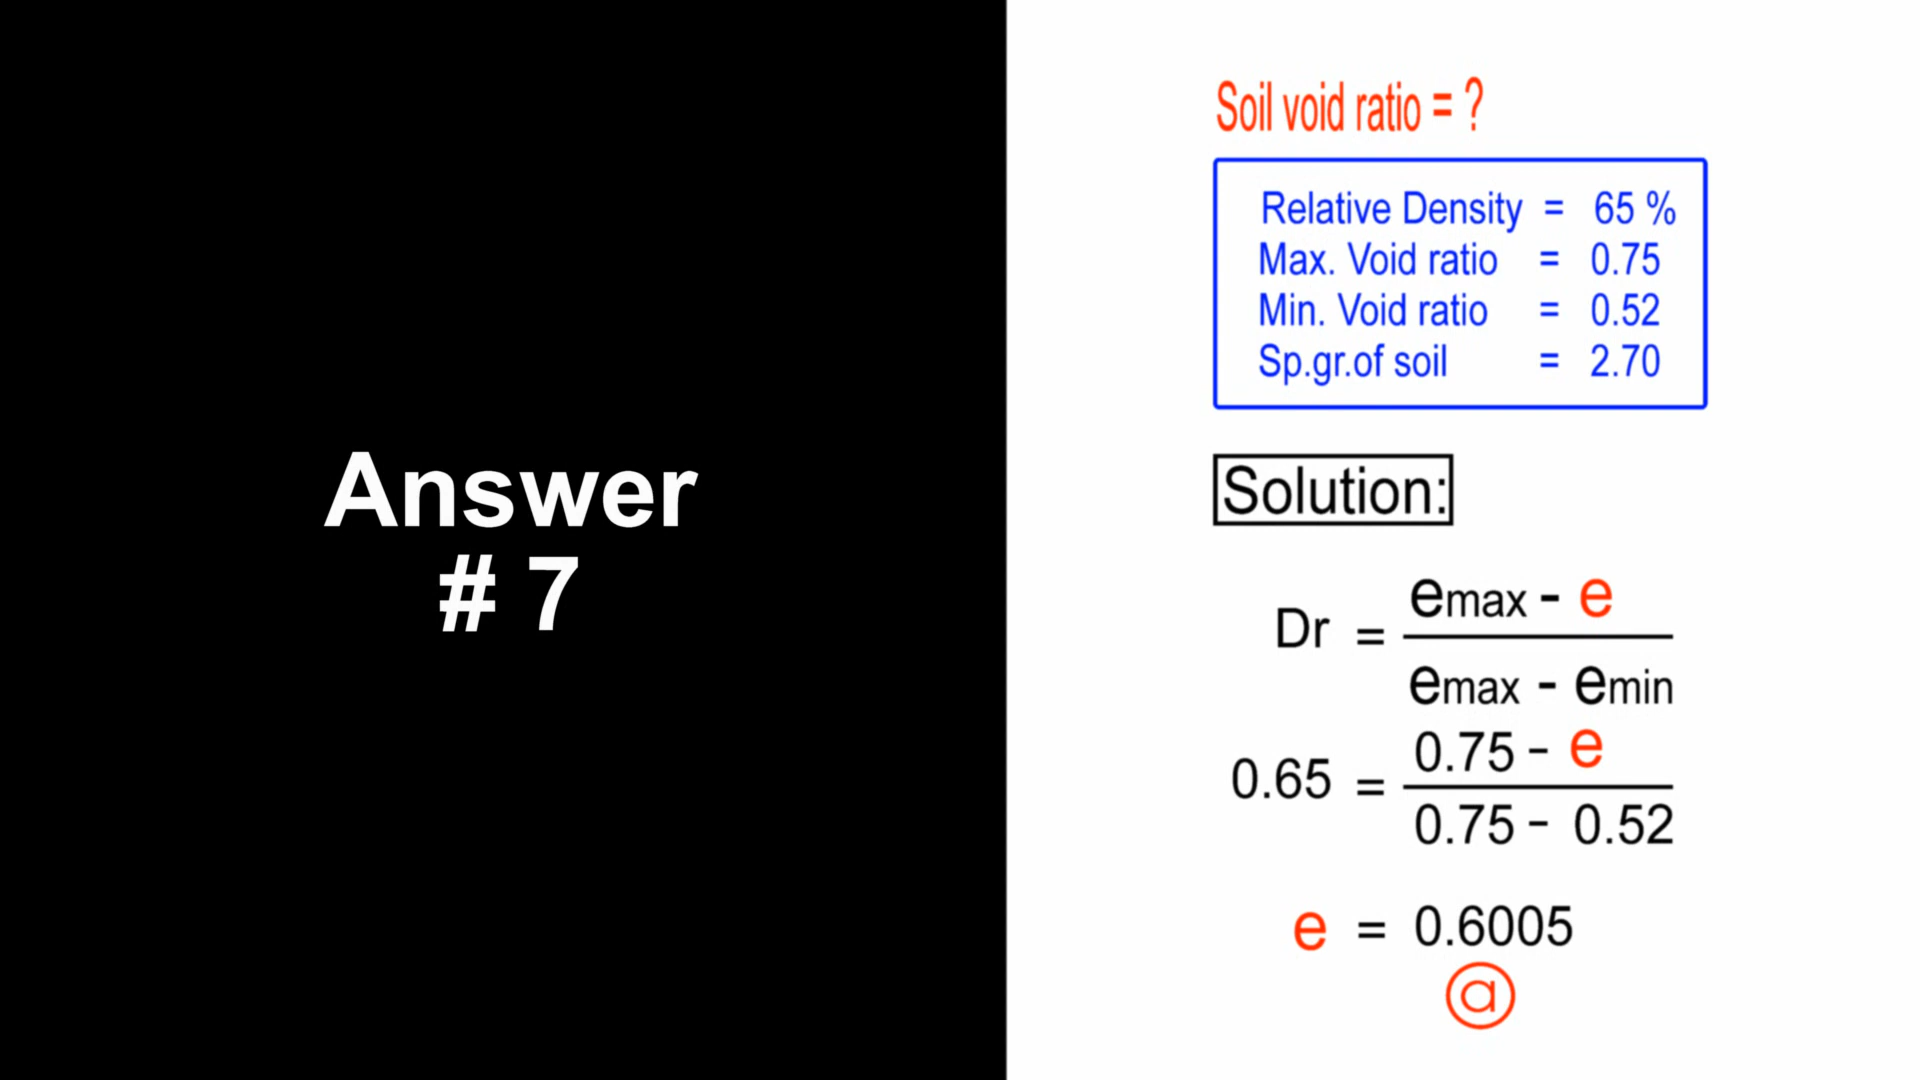 Answer
# 7
Soil void ratio = ?
Relative Density = 65 %
Max. Void ratio = 0.75
Min. Void ratio = 0.52
Sp.gr.of soil = 2.70
Solution:
Dr = emax - e
emax - emin
0.65 = 0.75 - e
0.75 - 0.52
e = 0.6005
a